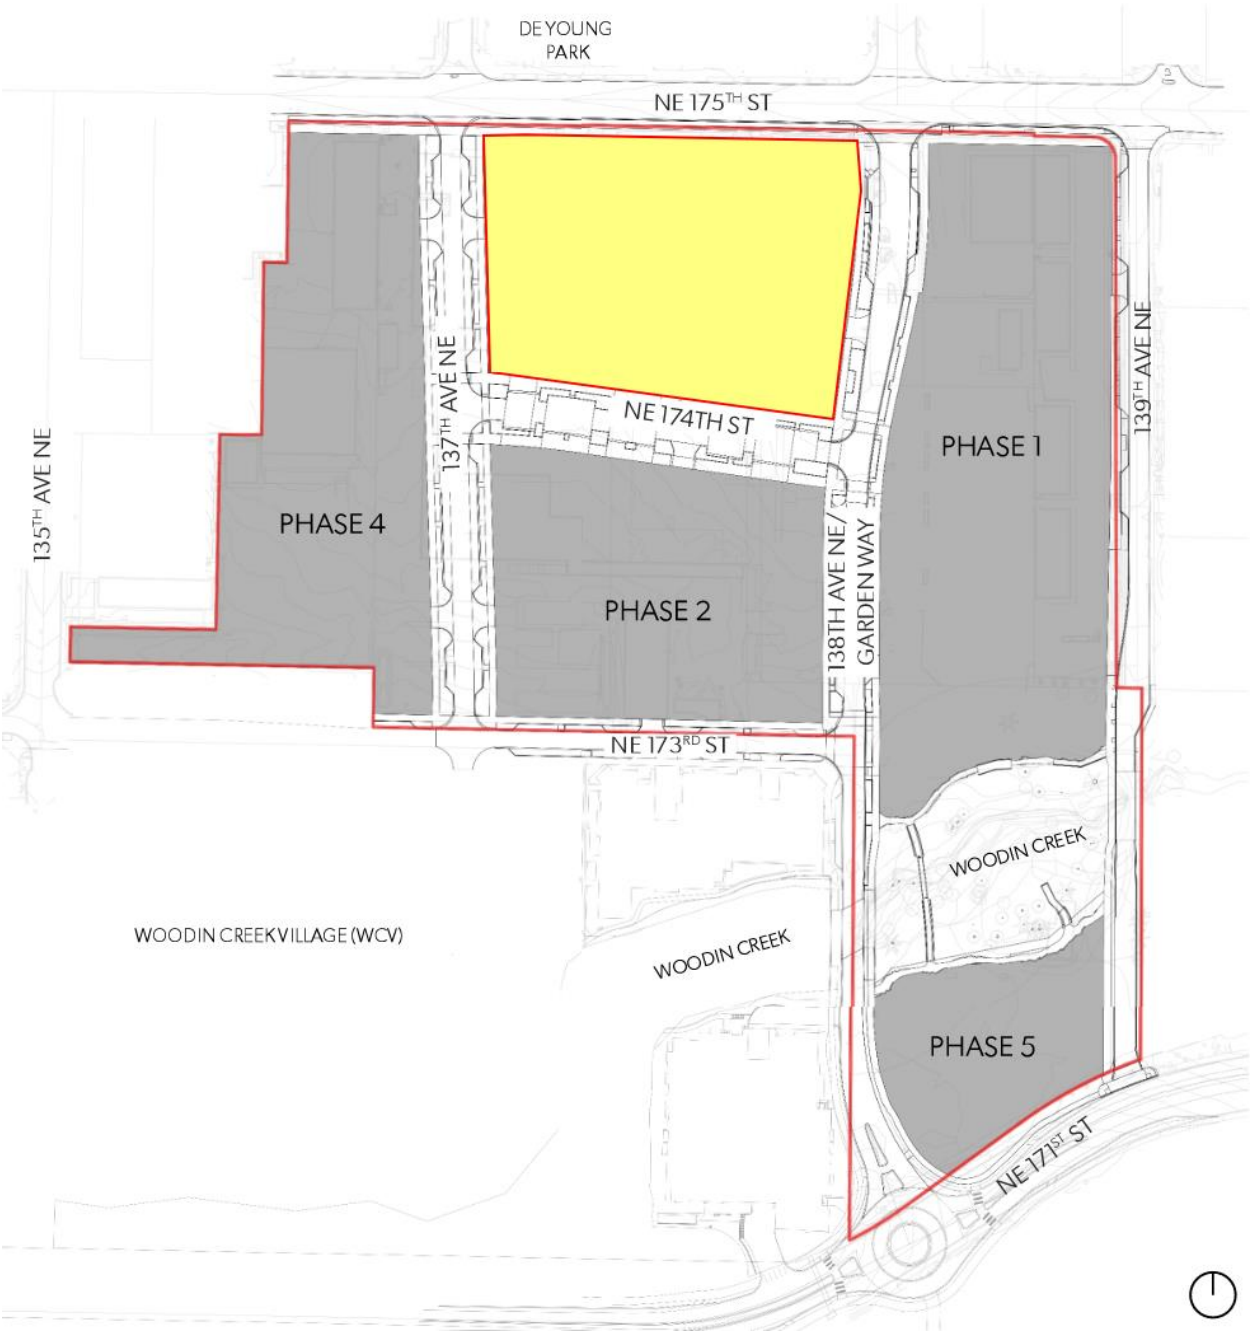 DEYOUNG
PARK
NE 175TH ST
137TH AVE NE
NE 174TH ST
139TH AVE NE
PHASE 1
135TH AVE NE
PHASE 4
138TH AVE NE/
GARDEN WAY
PHASE 2
NE 173RD ST
WOODIN CREEK
WOODIN CREEK VILLAGE (WCV)
WOODIN CREEK
PHASE 5
NE 171ST ST